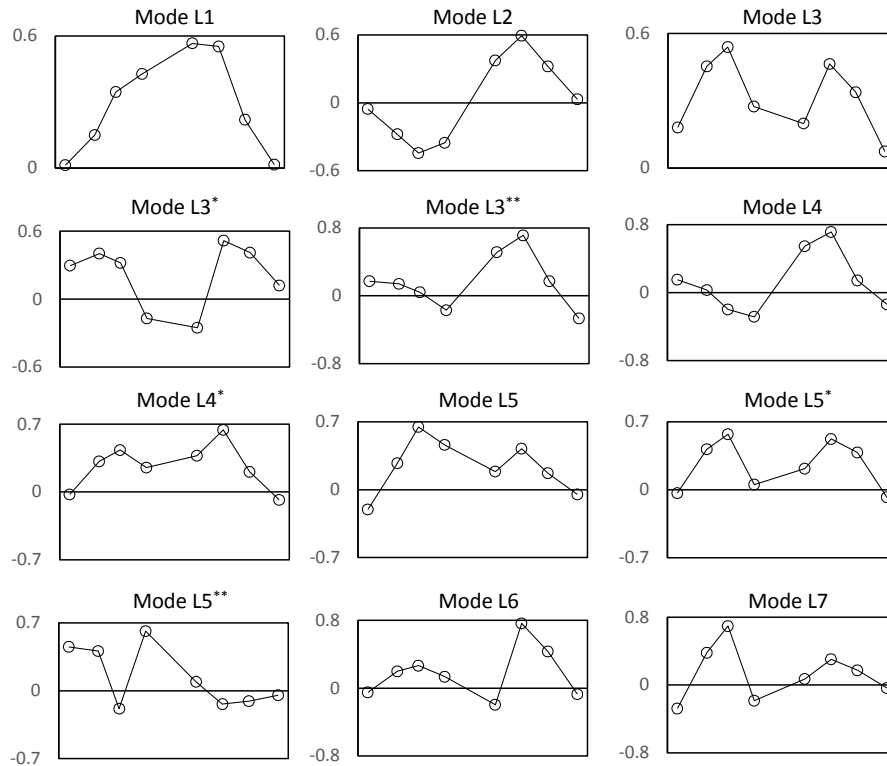 Mode L1 Mode L2 Mode L3
0.6 0.6 0.6
0
0 -0.6 0
Mode L3* Mode L3** Mode L4
0.6 0.8 0.8
0 0 0
-0.6 -0.8 -0.8
Mode L4* Mode L5 Mode L5*
0.7 0.7 0.7
0 0 0
-0.7 -0.7 -0.7
Mode L5** Mode L6 Mode L7
0.7 0.8 0.8
0 0 0
-0.7 -0.8 -0.8